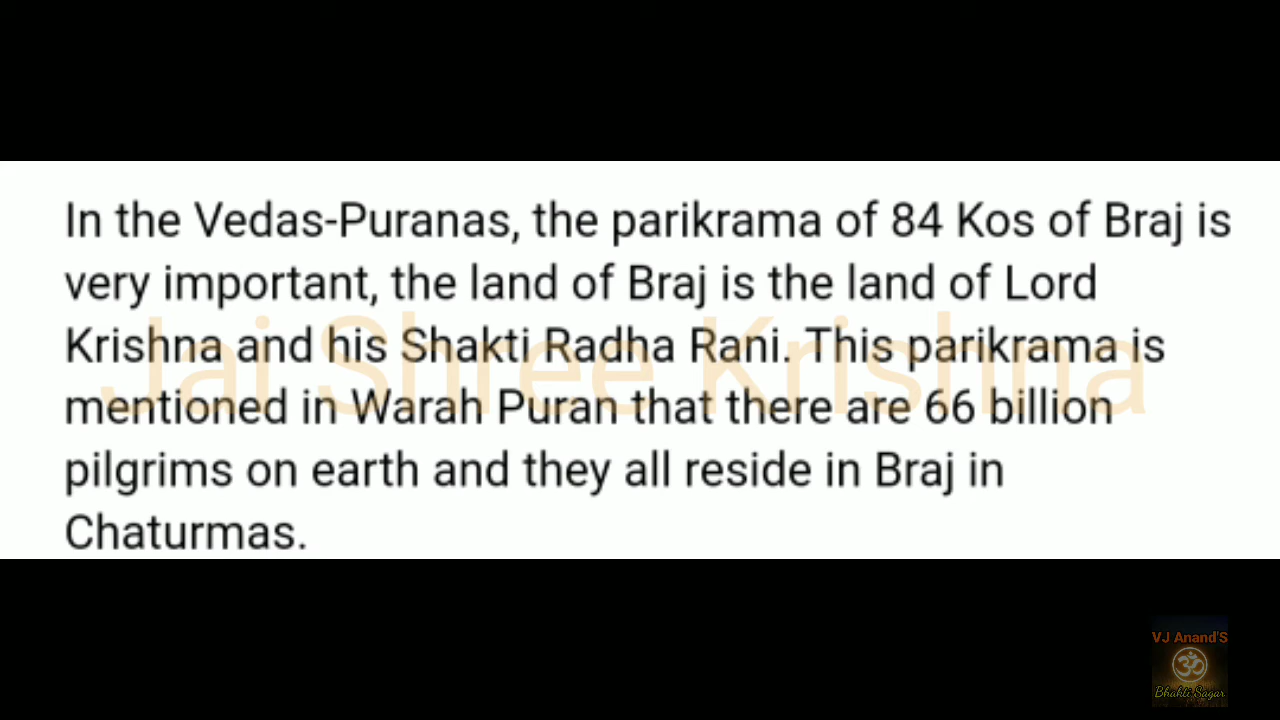 In the Vedas-Puranas, the parikrama of 84 Kos of Braj is
very important, the land of Braj is the land of Lord
Krishna and his Shakti Radha Rani. This parikrama is
mentioned in Warah Puran that there are 66 billion
pilgrims on earth and they all reside in Braj in
Chaturmas.
Jai Shree Krishna
VJ Anand'S
ॐ
Bhakti Sagar